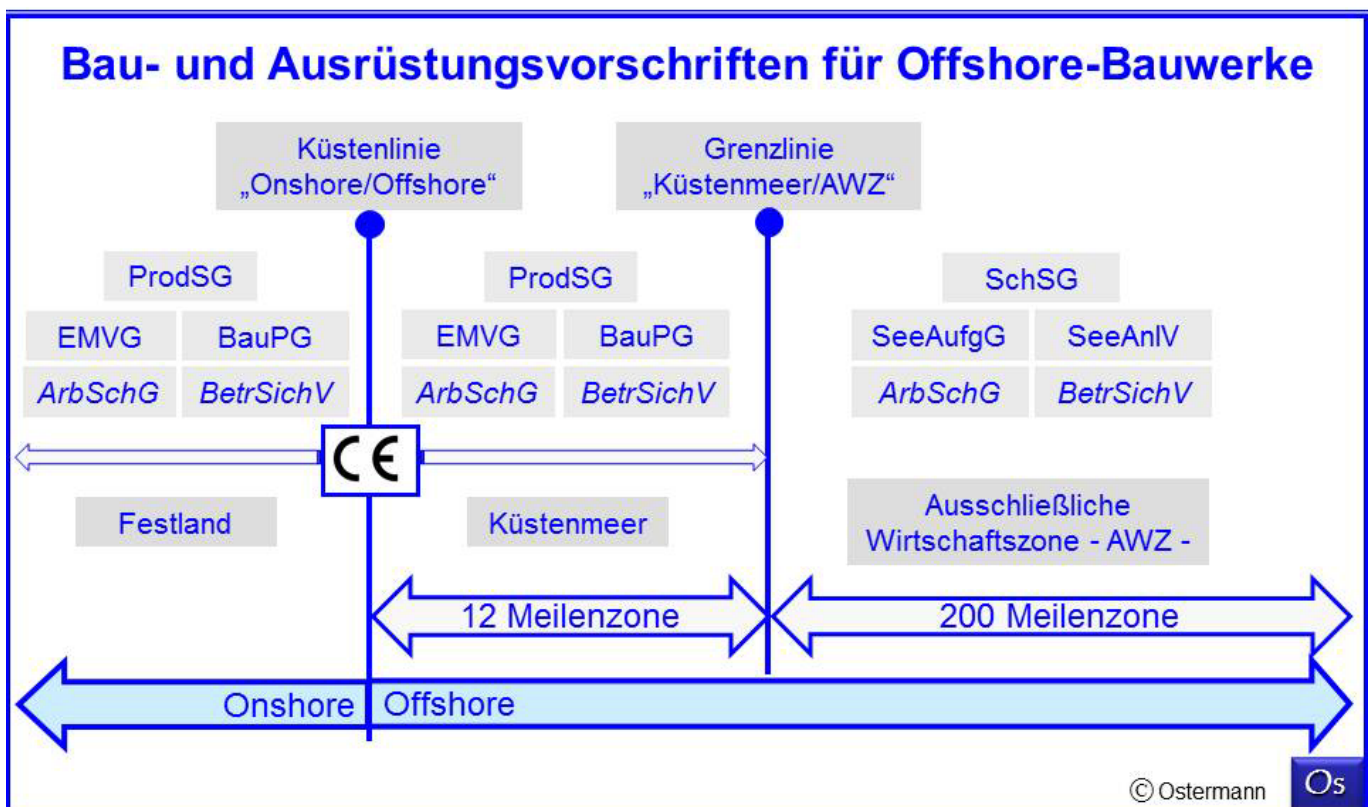 Bau- und Ausrüstungsvorschriften für Offshore-Bauwerke
Küstenlinie
„Onshore/Offshore“
Grenzlinie
„Küstenmeer/AWZ“
ProdSG
ProdSG
SchSG
EMVG
BauPG
EMVG
BauPG
SeeAufgG
SeeAnlV
ArbSchG
BetrSichV
ArbSchG
BetrSichV
ArbSchG
BetrSichV
CE
Festland
Küstenmeer
Ausschließliche
Wirtschaftszone - AWZ -
12 Meilenzone
200 Meilenzone
Onshore
Offshore
© Ostermann
Os